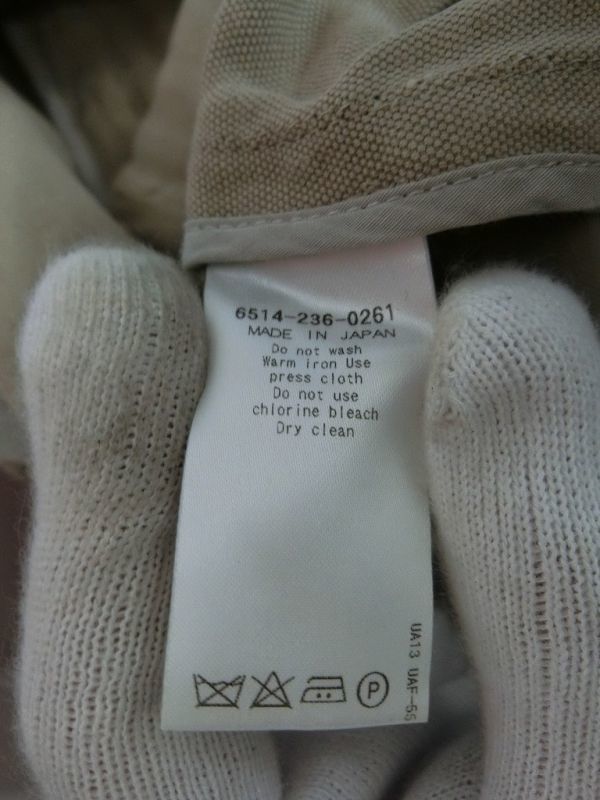 6514-236-0261
MADE IN JAPAN
Do not wash
Warm iron Use
press cloth
Do not use
chlorine bleach
Dry clean
P
UA13 UAF-56